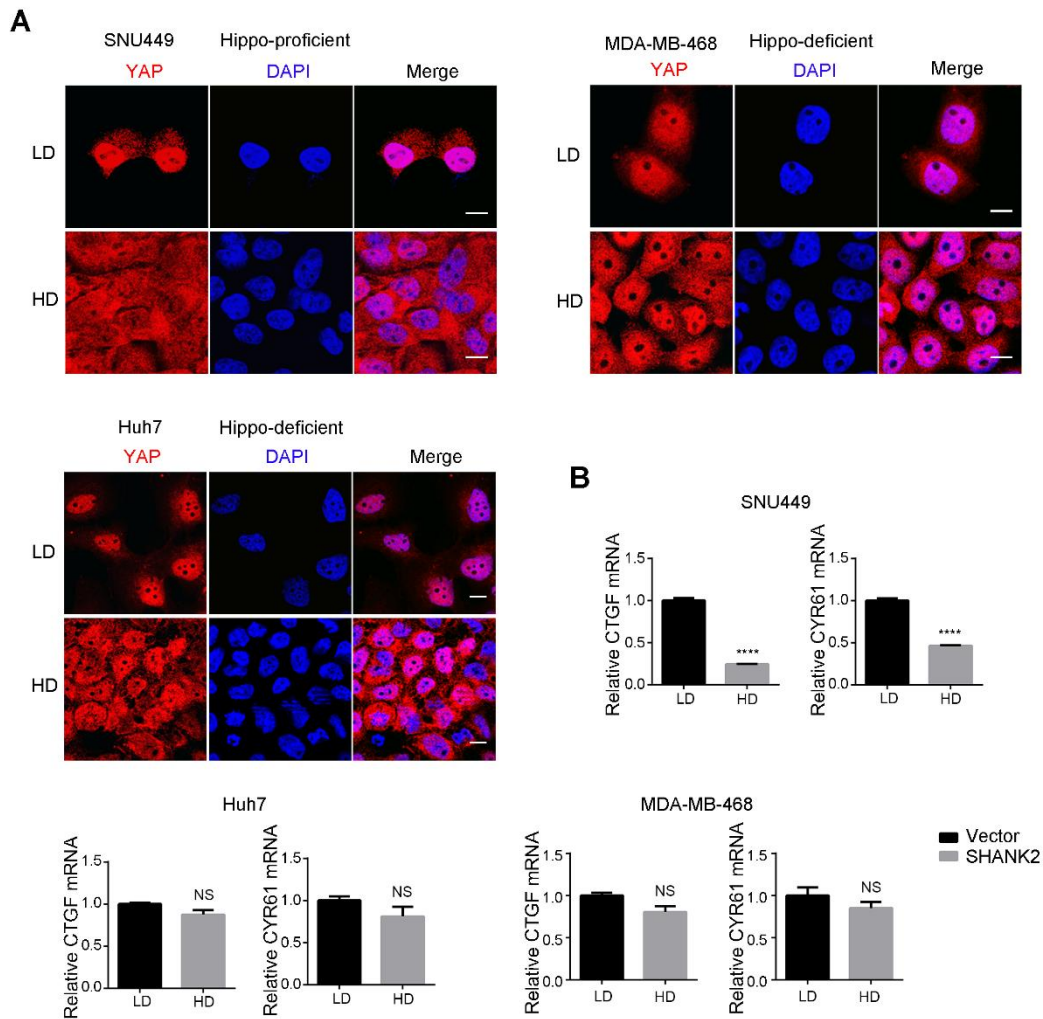 A
SNU449 Hippo-proficient
YAP DAPI Merge
LD
HD
MDA-MB-468 Hippo-deficient
YAP DAPI Merge
LD
HD
Huh7 Hippo-deficient
YAP DAPI Merge
LD
HD
B
SNU449
Relative CTGF mRNA
1.5
1.0
0.5
0.0
****
LD HD
Relative CYR61 mRNA
1.5
1.0
0.5
0.0
****
LD HD
Huh7
Relative CTGF mRNA
1.5
1.0
0.5
0.0
NS
LD HD
Relative CYR61 mRNA
1.5
1.0
0.5
0.0
NS
LD HD
MDA-MB-468
Relative CTGF mRNA
1.5
1.0
0.5
0.0
NS
LD HD
Relative CYR61 mRNA
1.5
1.0
0.5
0.0
NS
LD HD
Vector
SHANK2